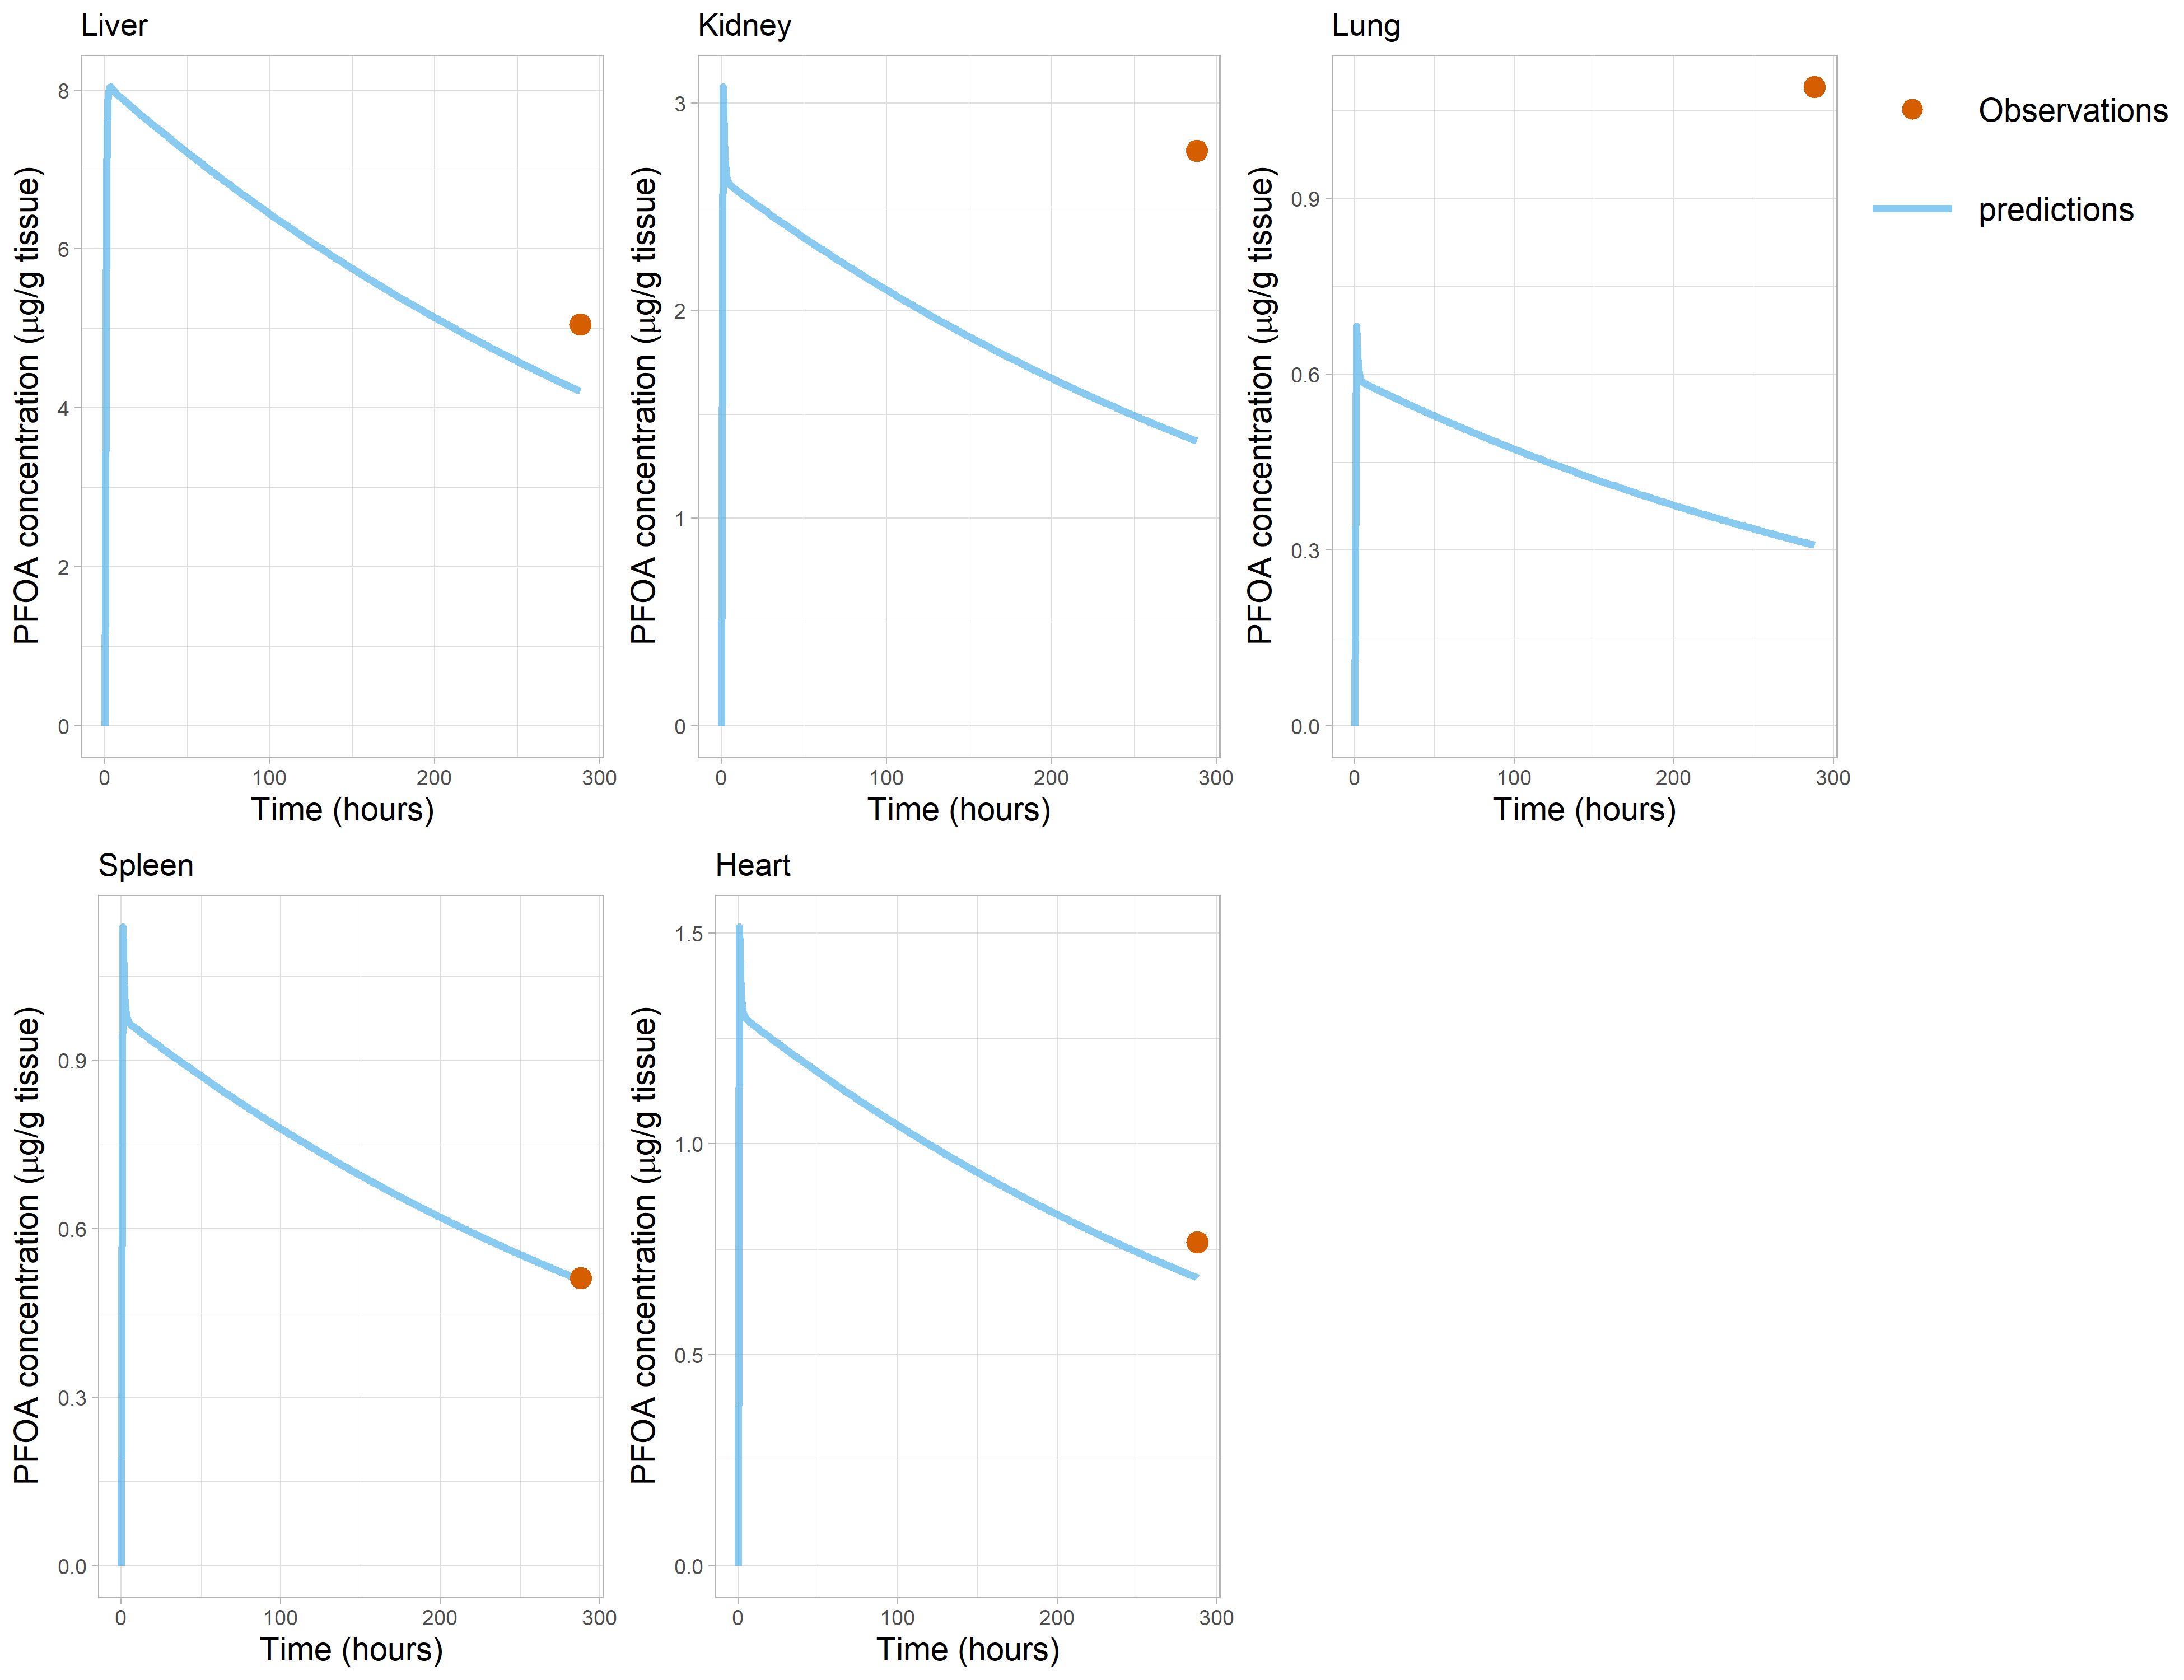 Liver
PFOA concentration (μg/g tissue)
8
6
4
2
0
0 100 200 300
Time (hours)
Kidney
PFOA concentration (μg/g tissue)
3
2
1
0
0 100 200 300
Time (hours)
Lung
PFOA concentration (μg/g tissue)
0.9
0.6
0.3
0.0
0 100 200 300
Time (hours)
Observations
predictions
Spleen
PFOA concentration (μg/g tissue)
0.9
0.6
0.3
0.0
0 100 200 300
Time (hours)
Heart
PFOA concentration (μg/g tissue)
1.5
1.0
0.5
0.0
0 100 200 300
Time (hours)